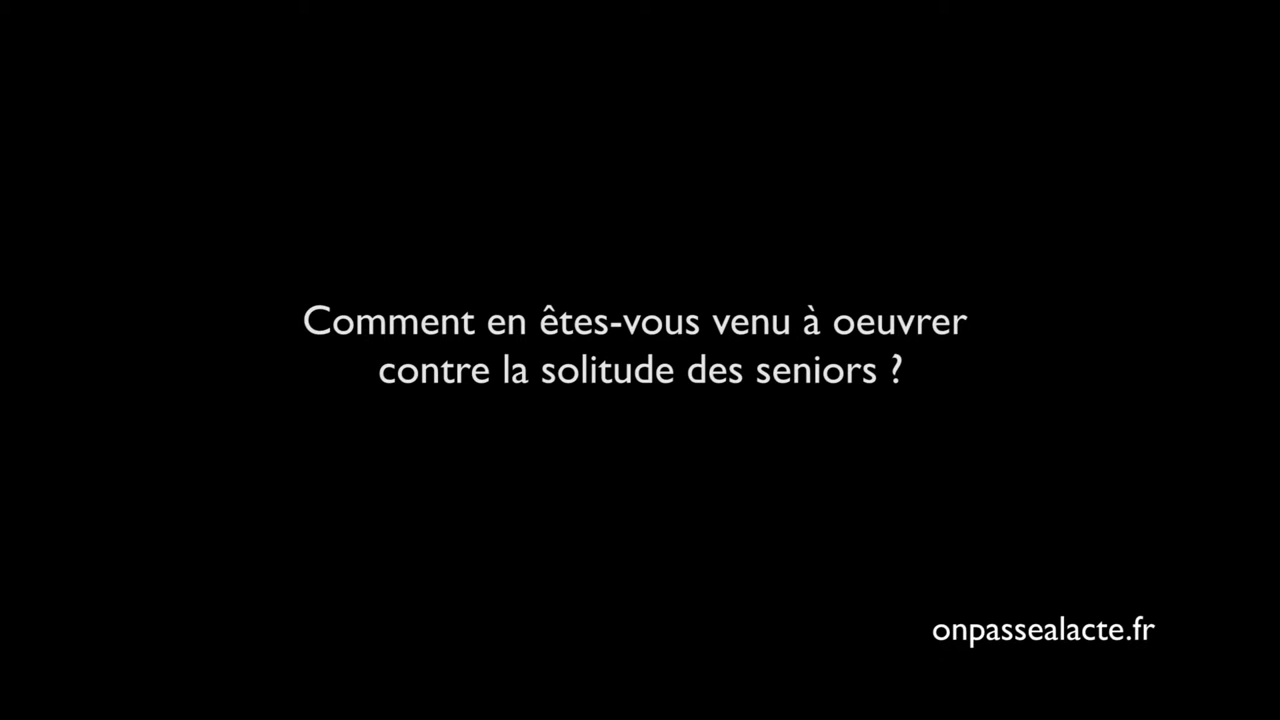 Comment en êtes-vous venu à oeuvrer
contre la solitude des seniors ?
onpassealacte.fr